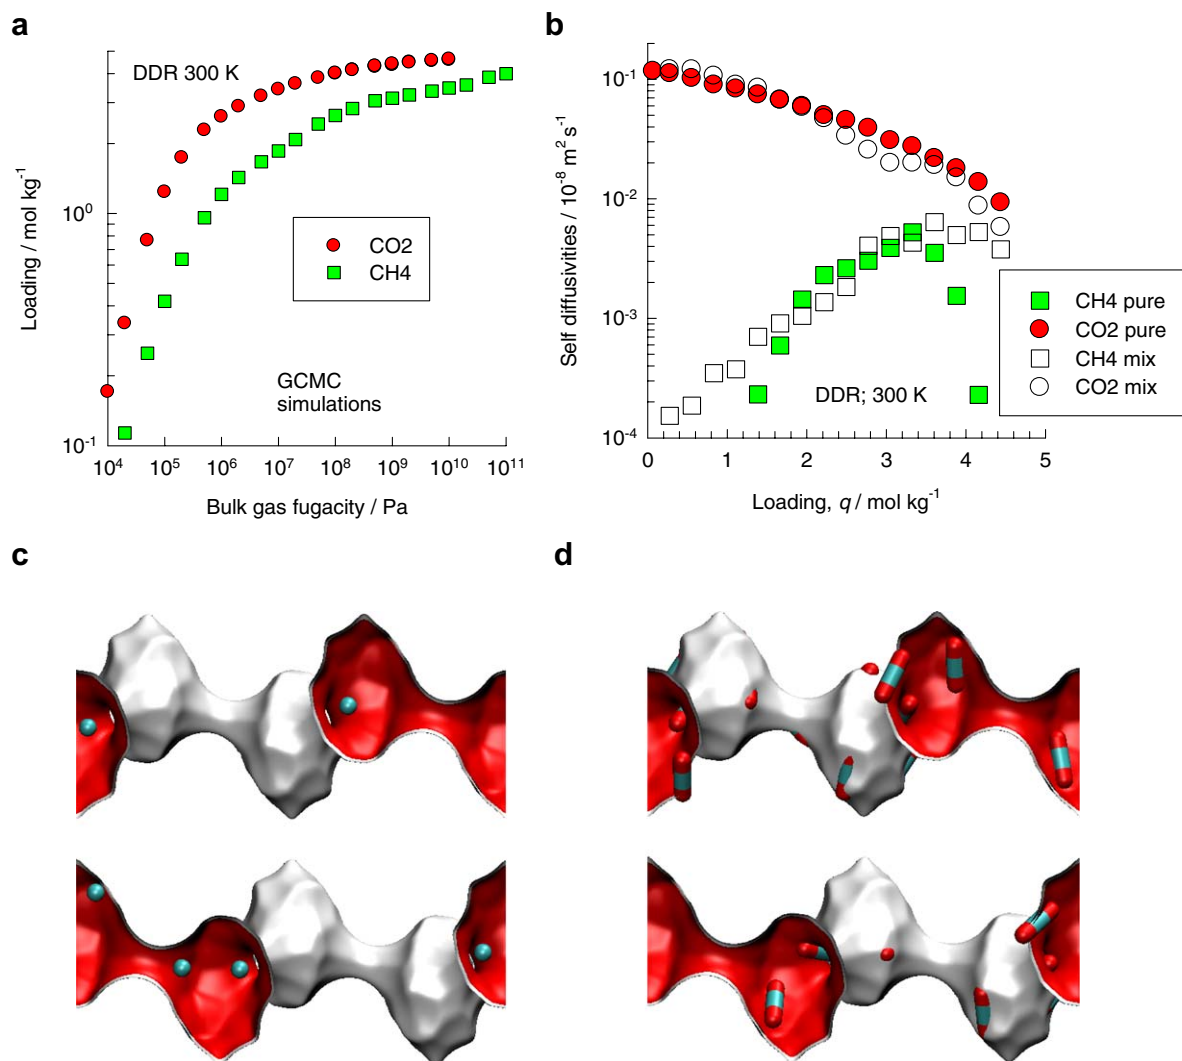 a
DDR 300 K
Loading / mol kg⁻¹
10⁰
10⁻¹
CO2
CH4
GCMC
simulations
10⁴ 10⁵ 10⁶ 10⁷ 10⁸ 10⁹ 10¹⁰ 10¹¹
Bulk gas fugacity / Pa
b
Self diffusivities / 10⁻⁸ m² s⁻¹
10⁻¹
10⁻²
10⁻³
10⁻⁴
CH4 pure
CO2 pure
CH4 mix
CO2 mix
DDR; 300 K
0 1 2 3 4 5
Loading, q / mol kg⁻¹
c
d